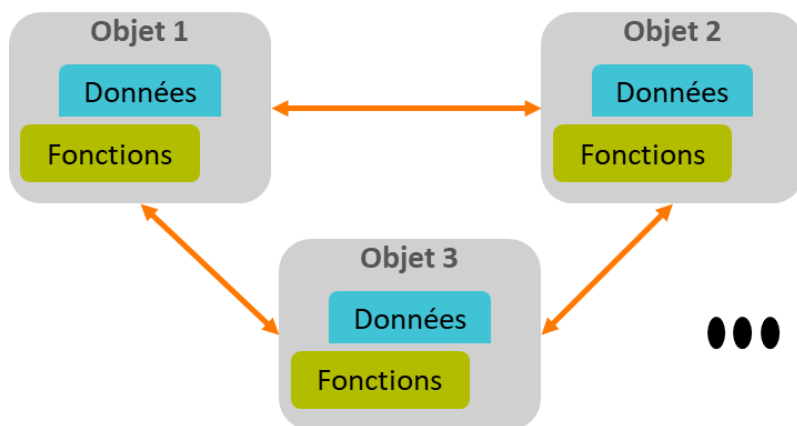 Objet 1
Données
Fonctions
Objet 2
Données
Fonctions
Objet 3
Données
Fonctions